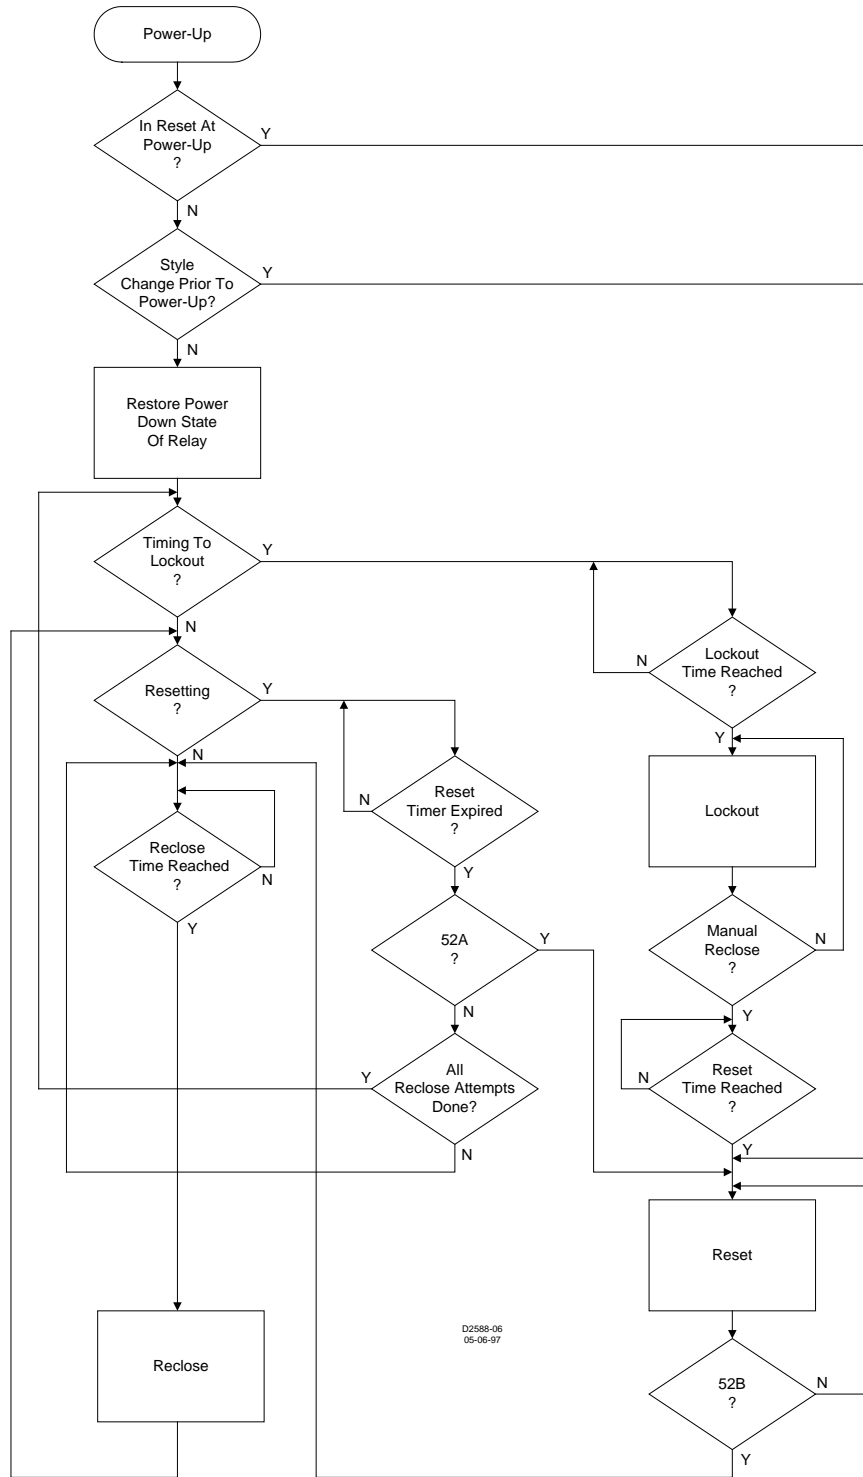 Power-Up
In Reset At
Power-Up
?
Y
N
Style
Change Prior To
Power-Up?
Y
N
Restore Power
Down State
Of Relay
Timing To
Lockout
?
Y
N
Lockout
Time Reached
?
N
Y
Resetting
?
Y
N
Reset
Timer Expired
?
N
Y
Lockout
Reclose
Time Reached
?
N
Y
52A
?
Y
N
Manual
Reclose
?
N
Y
All
Reclose Attempts
Done?
Y
N
Reset
Time Reached
?
N
Y
Reset
Reclose
D2588-06
05-06-97
52B
?
N
Y